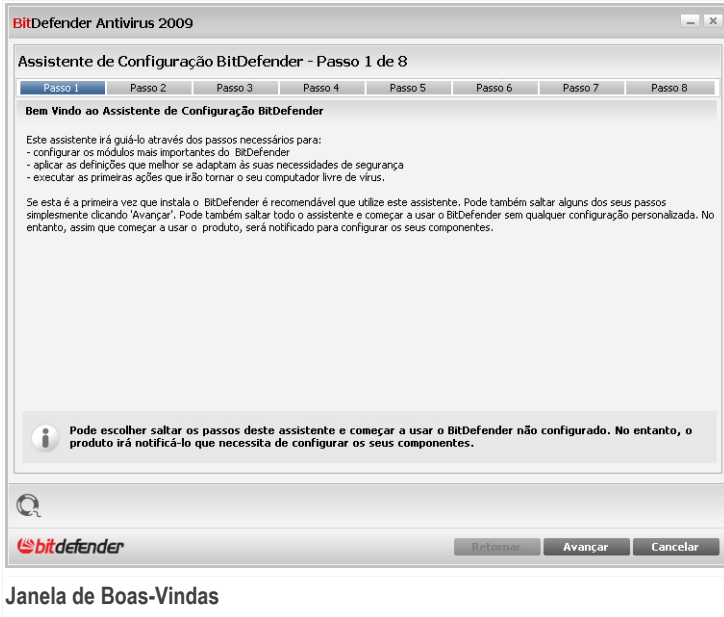 BitDefender Antivirus 2009
Assistente de Configuração BitDefender - Passo 1 de 8
Passo 1 Passo 2 Passo 3 Passo 4 Passo 5 Passo 6 Passo 7 Passo 8
Bem Vindo ao Assistente de Configuração BitDefender
Este assistente irá guiá-lo através dos passos necessários para:
- configurar os módulos mais importantes do BitDefender
- aplicar as definições que melhor se adaptam às suas necessidades de segurança
- executar as primeiras ações que irão tornar o seu computador livre de vírus.
Se esta é a primeira vez que instala o BitDefender é recomendável que utilize este assistente. Pode também saltar alguns dos seus passos
simplesmente clicando 'Avançar'. Pode também saltar todo o assistente e começar a usar o BitDefender sem qualquer configuração personalizada. No
entanto, assim que começar a usar o produto, será notificado para configurar os seus componentes.
Pode escolher saltar os passos deste assistente e começar a usar o BitDefender não configurado. No entanto, o
produto irá notificá-lo que necessita de configurar os seus componentes.
bitdefender
Retornar Avançar Cancelar
Janela de Boas-Vindas